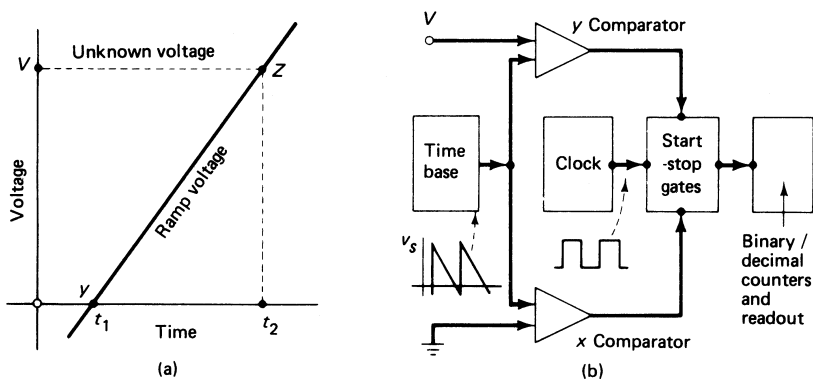 V
Unknown voltage
Z
Voltage
Ramp voltage
y
t1
Time
t2
(a)
V
y Comparator
Time
base
Clock
Start
-stop
gates
vs
Binary /
decimal
counters
and
readout
x Comparator
(b)